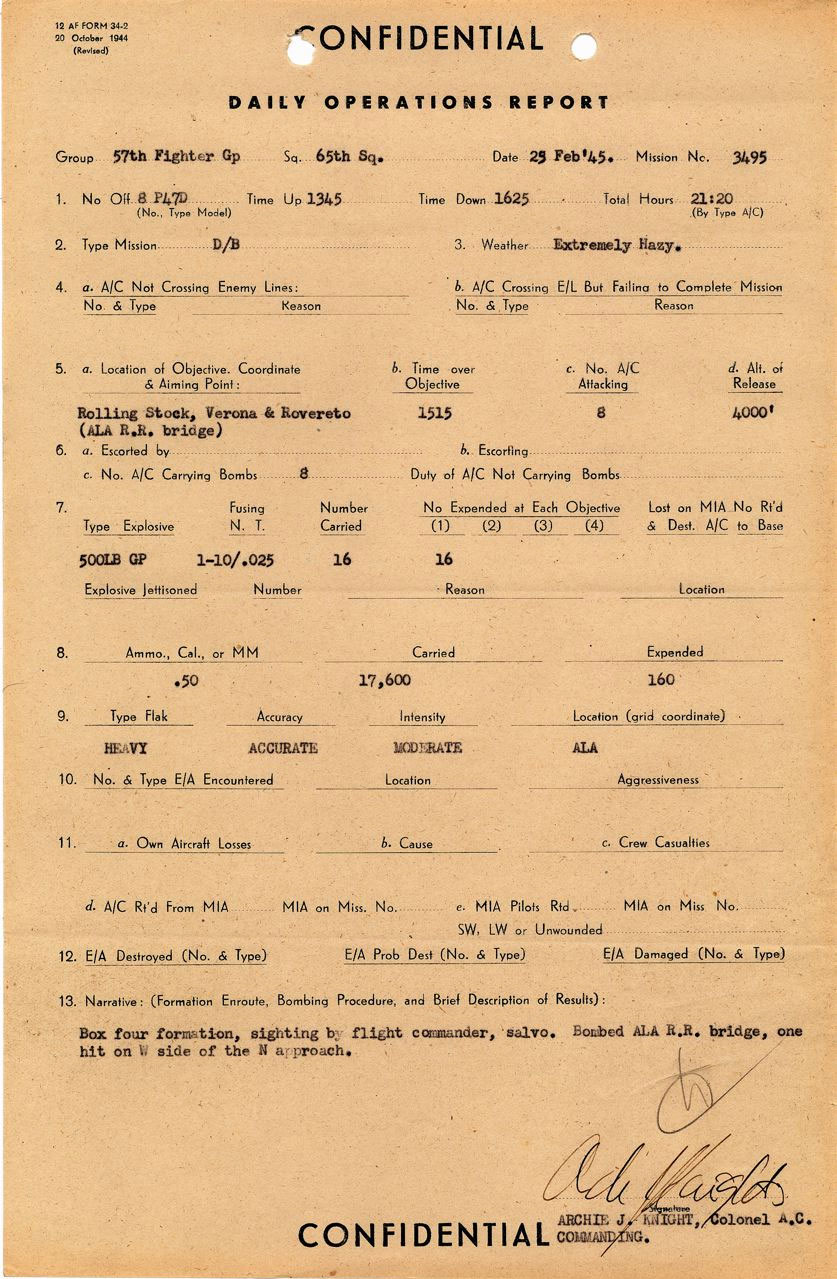 12 AF FORM 34-2
20 October 1944
(Revised)
CONFIDENTIAL
DAILY OPERATIONS REPORT
Group 57th Fighter Gp Sq. 65th Sq. Date 25 Feb'45. Mission No. 3495
1. No Off 8 P47D Time Up 1345 Time Down 1625 Total Hours 21:20
(No., Type Model) (By Type A/C)
2. Type Mission D/B 3. Weather Extremely Hazy.
4. a. A/C Not Crossing Enemy Lines: b. A/C Crossing E/L But Failing to Complete Mission
No. & Type Reason No. & Type Reason
5. a. Location of Objective. Coordinate b. Time over c. No. A/C d. Alt. of
& Aiming Point: Objective Attacking Release
Rolling Stock, Verona & Rovereto 1515 8 4000'
(ALA R.R. bridge)
6. a. Escorted by b. Escorting
c. No. A/C Carrying Bombs 8 Duty of A/C Not Carrying Bombs
7. Fusing Number No Expended at Each Objective Lost on MIA No Rt'd
Type Explosive N. T. Carried (1) (2) (3) (4) & Dest. A/C to Base
500LB GP 1-10/.025 16 16
Explosive Jettisoned Number Reason Location
8. Ammo., Cal., or MM Carried Expended
.50 17,600 160
9. Type Flak Accuracy Intensity Location (grid coordinate)
HEAVY ACCURATE MODERATE ALA
10. No. & Type E/A Encountered Location Aggressiveness
11. a. Own Aircraft Losses b. Cause c. Crew Casualties
d. A/C Rt'd From MIA MIA on Miss. No. e. MIA Pilots Rtd MIA on Miss No.
SW, LW or Unwounded
12. E/A Destroyed (No. & Type) E/A Prob Dest (No. & Type) E/A Damaged (No. & Type)
13. Narrative: (Formation Enroute, Bombing Procedure, and Brief Description of Results):
Box four formation, sighting by flight commander, salvo. Bombed ALA R.R. bridge, one
hit on W side of the N approach.
Signature
ARCHIE J. KNIGHT, Colonel A.C.
COMMANDING.
CONFIDENTIAL